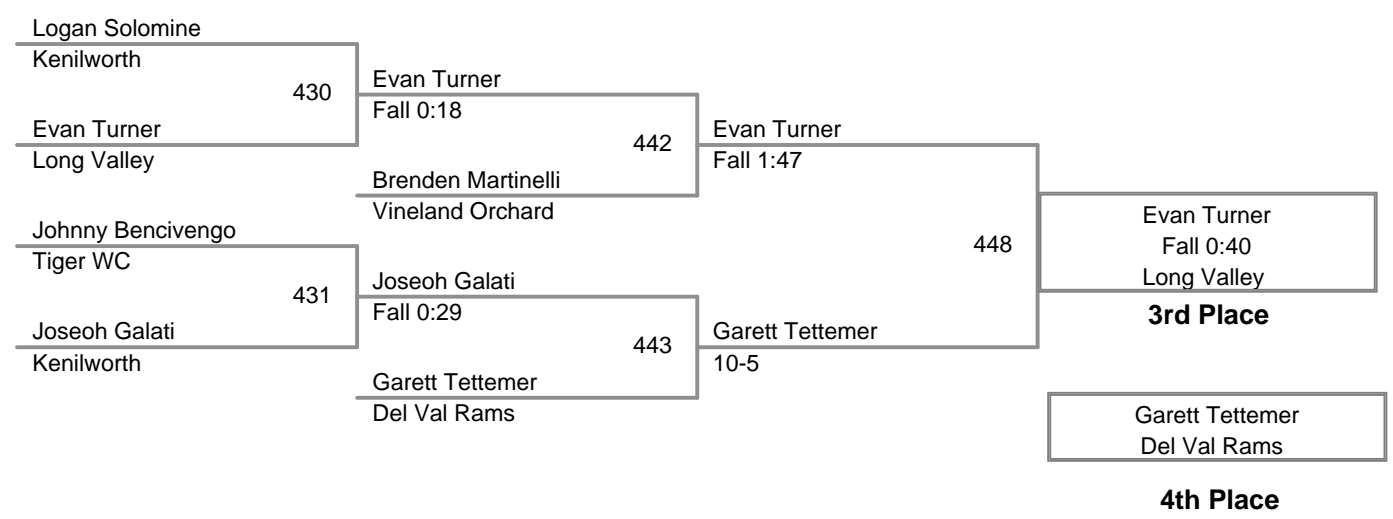 Logan Solomine
Kenilworth
430
Evan Turner
Long Valley
Johnny Bencivengo
Tiger WC
431
Joseoh Galati
Kenilworth
Evan Turner
Fall 0:18
442
Brenden Martinelli
Vineland Orchard
Joseoh Galati
Fall 0:29
443
Garett Tettemer
Del Val Rams
Evan Turner
Fall 1:47
448
Garett Tettemer
10-5
Evan Turner
Fall 0:40
Long Valley
3rd Place
Garett Tettemer
Del Val Rams
4th Place